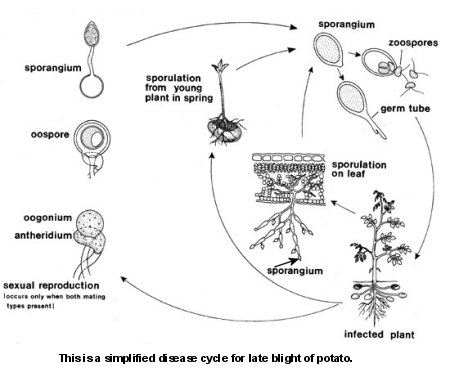 sporangium
zoospores
germ tube
sporangium
sporulation
from young
plant in spring
oospore
sporulation
on leaf
oogonium
antheridium
sporangium
sexual reproduction
(occurs only when both mating
types present)
infected plant
This is a simplified disease cycle for late blight of potato.